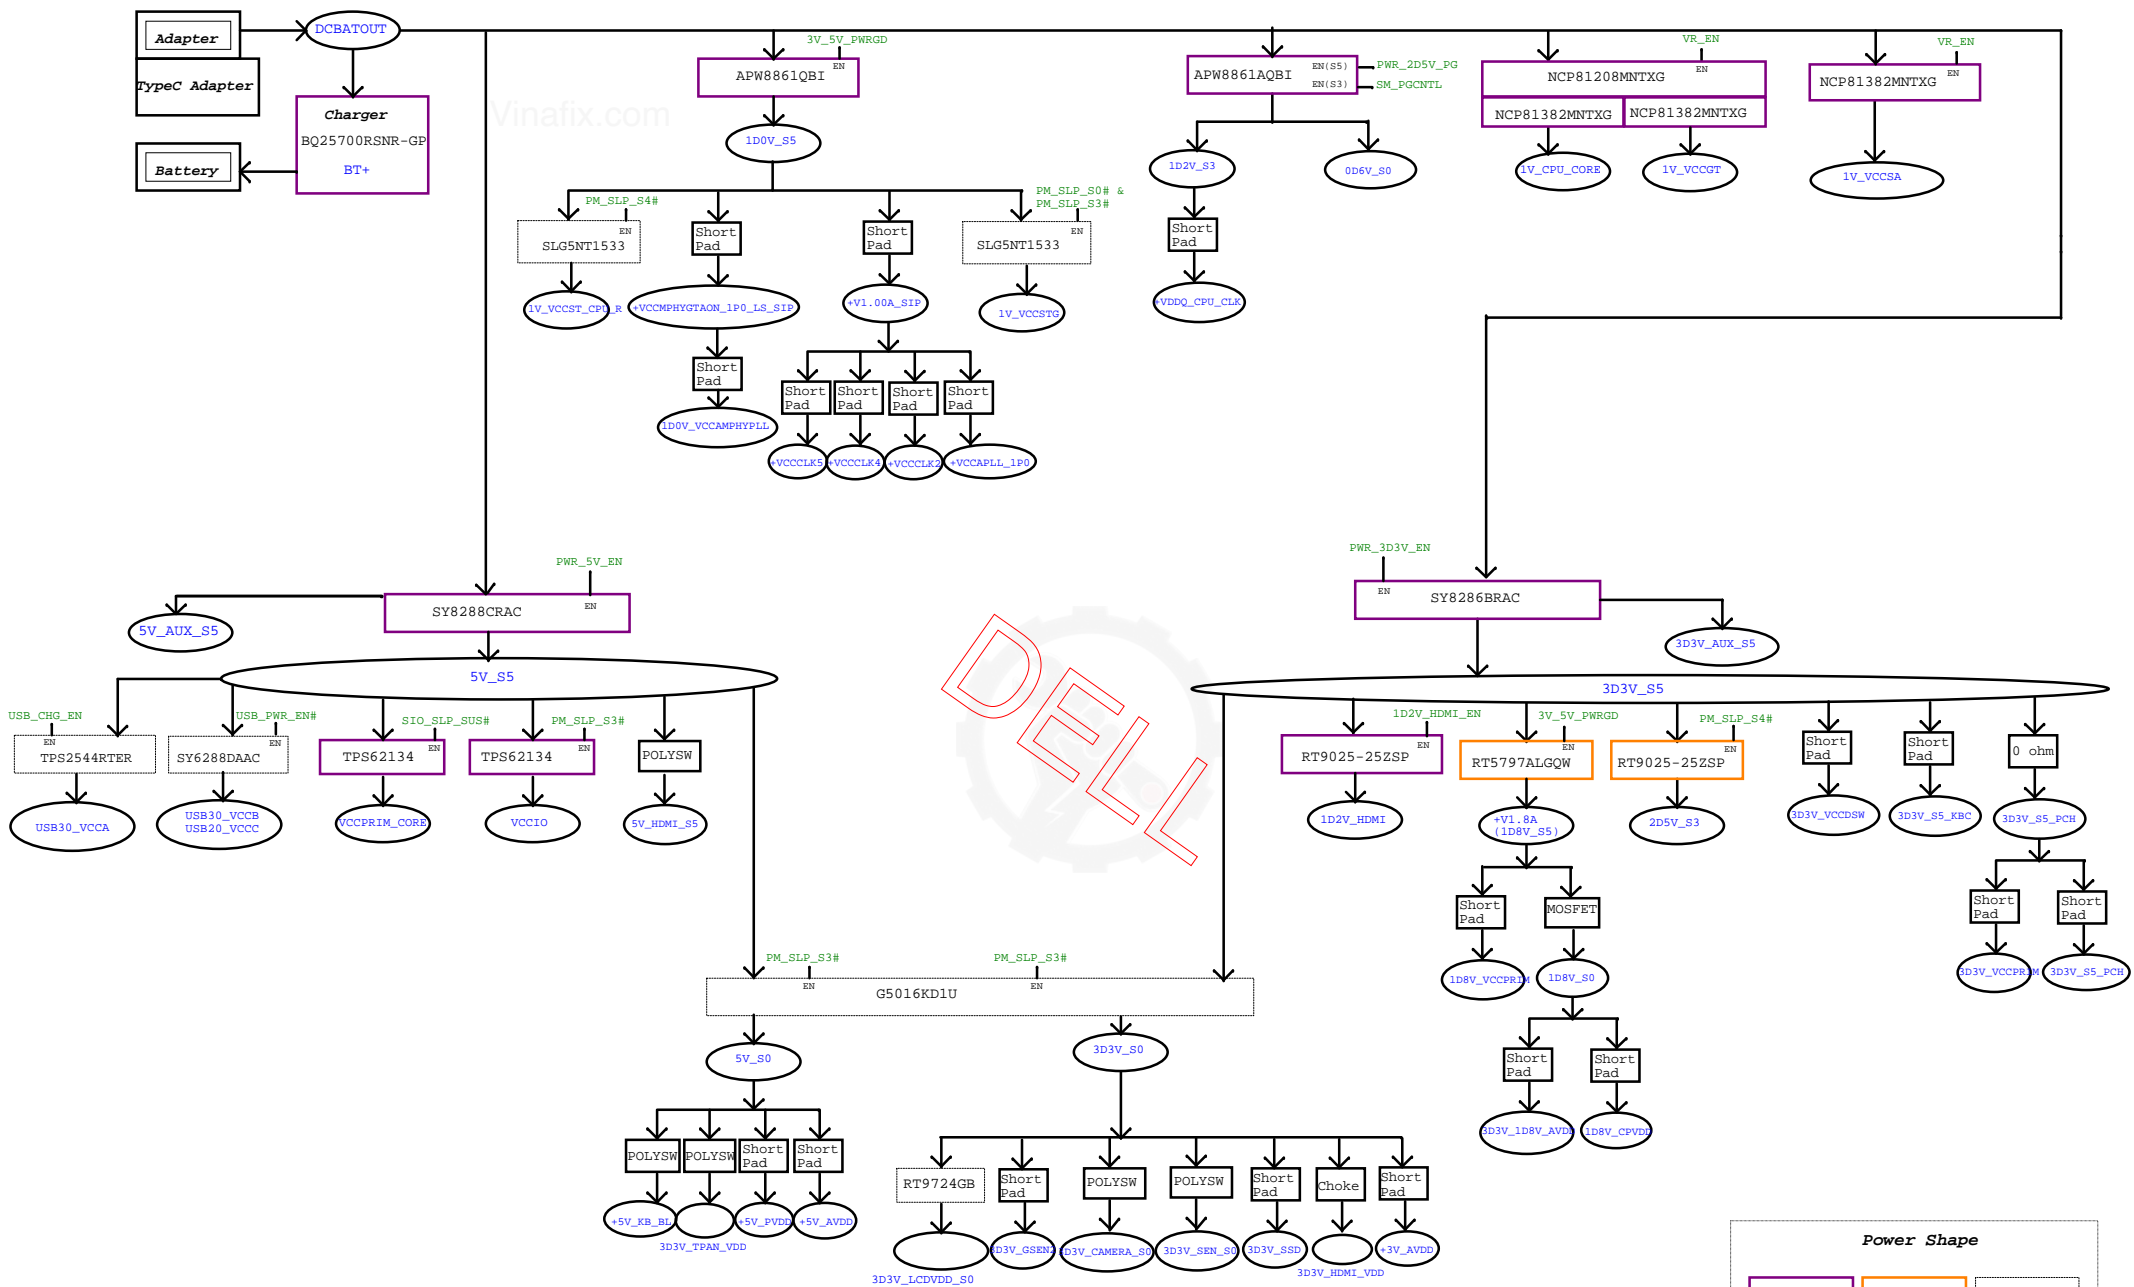 Adapter
TypeC Adapter
DCBATOUT
Charger
BQ25700RSNR-GP
BT+
Battery
Vinafix.com
3V_5V_PWRGD
EN
APW8861QBI
1D0V_S5
EN(S5)
PWR_2D5V_PG
APW8861AQBI
EN(S3)
SM_PGCNTL
1D2V_S3
0D6V_S0
Short
Pad
+VDDQ_CPU_CLK
VR_EN
EN
NCP81208MNTXG
NCP81382MNTXG
NCP81382MNTXG
1V_CPU_CORE
1V_VCCGT
VR_EN
EN
NCP81382MNTXG
1V_VCCSA
PM_SLP_S4#
EN
SLG5NT1533
1V_VCCST_CPU_R
Short
Pad
+VCCMPHYGTAON_1P0_LS_SIP
Short
Pad
1D0V_VCCAMPHYPLL
Short
Pad
+V1.00A_SIP
Short
Pad
Short
Pad
Short
Pad
Short
Pad
+VCCCLK5
+VCCCLK4
+VCCCLK2
+VCCAPLL_1P0
PM_SLP_S0# &
PM_SLP_S3#
EN
SLG5NT1533
1V_VCCSTG
PWR_5V_EN
EN
SY8288CRAC
5V_AUX_S5
5V_S5
PWR_3D3V_EN
EN
SY8286BRAC
3D3V_AUX_S5
3D3V_S5
DELL
USB_CHG_EN
EN
TPS2544RTER
USB30_VCCA
USB_PWR_EN#
EN
SY6288DAAC
USB30_VCCB
USB20_VCCC
SIO_SLP_SUS#
EN
TPS62134
VCCPRIM_CORE
PM_SLP_S3#
EN
TPS62134
VCCIO
POLYSW
5V_HDMI_S5
1D2V_HDMI_EN
EN
RT9025-25ZSP
1D2V_HDMI
3V_5V_PWRGD
EN
RT5797ALGQW
+V1.8A
(1D8V_S5)
PM_SLP_S4#
EN
RT9025-25ZSP
2D5V_S3
Short
Pad
3D3V_VCCDSW
Short
Pad
3D3V_S5_KBC
0 ohm
3D3V_S5_PCH
Short
Pad
1D8V_VCCPRIM
MOSFET
1D8V_S0
Short
Pad
3D3V_VCCPRIM
Short
Pad
3D3V_S5_PCH
PM_SLP_S3#
EN
PM_SLP_S3#
EN
G5016KD1U
5V_S0
3D3V_S0
Short
Pad
3D3V_1D8V_AVDD
Short
Pad
1D8V_CPVDD
POLYSW
POLYSW
Short
Pad
Short
Pad
+5V_KB_BL
3D3V_TPAN_VDD
+5V_PVDD
+5V_AVDD
RT9724GB
Short
Pad
POLYSW
POLYSW
Short
Pad
Choke
Short
Pad
3D3V_LCDVDD_S0
3D3V_GSEN2
3D3V_CAMERA_S0
3D3V_SEN_S0
3D3V_SSD
3D3V_HDMI_VDD
+3V_AVDD
Power Shape